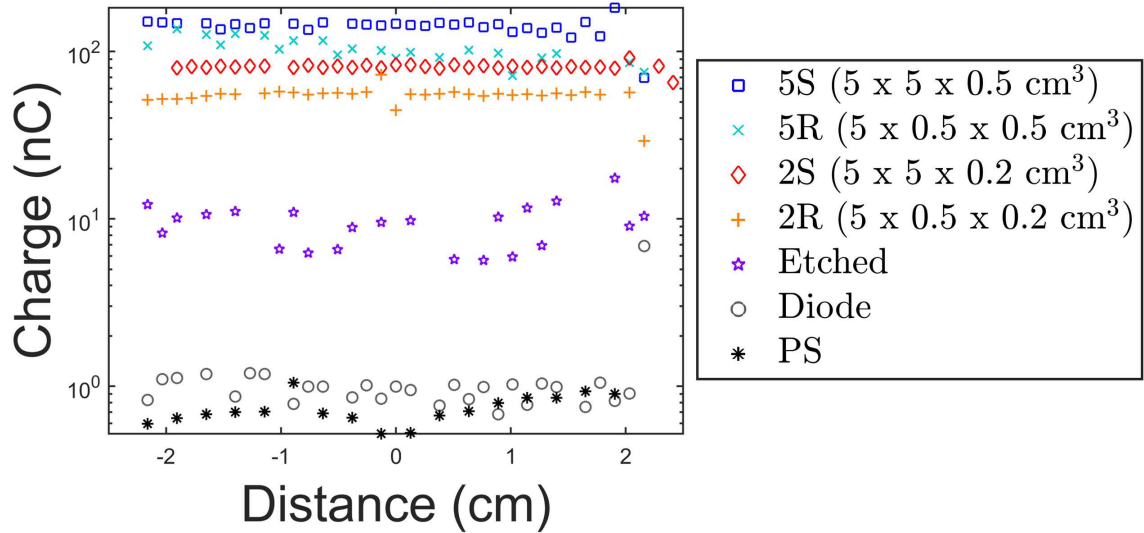 Charge (nC)
10²
10¹
10⁰
-2 -1 0 1 2
Distance (cm)
5S (5 x 5 x 0.5 cm³)
5R (5 x 0.5 x 0.5 cm³)
2S (5 x 5 x 0.2 cm³)
2R (5 x 0.5 x 0.2 cm³)
Etched
Diode
PS